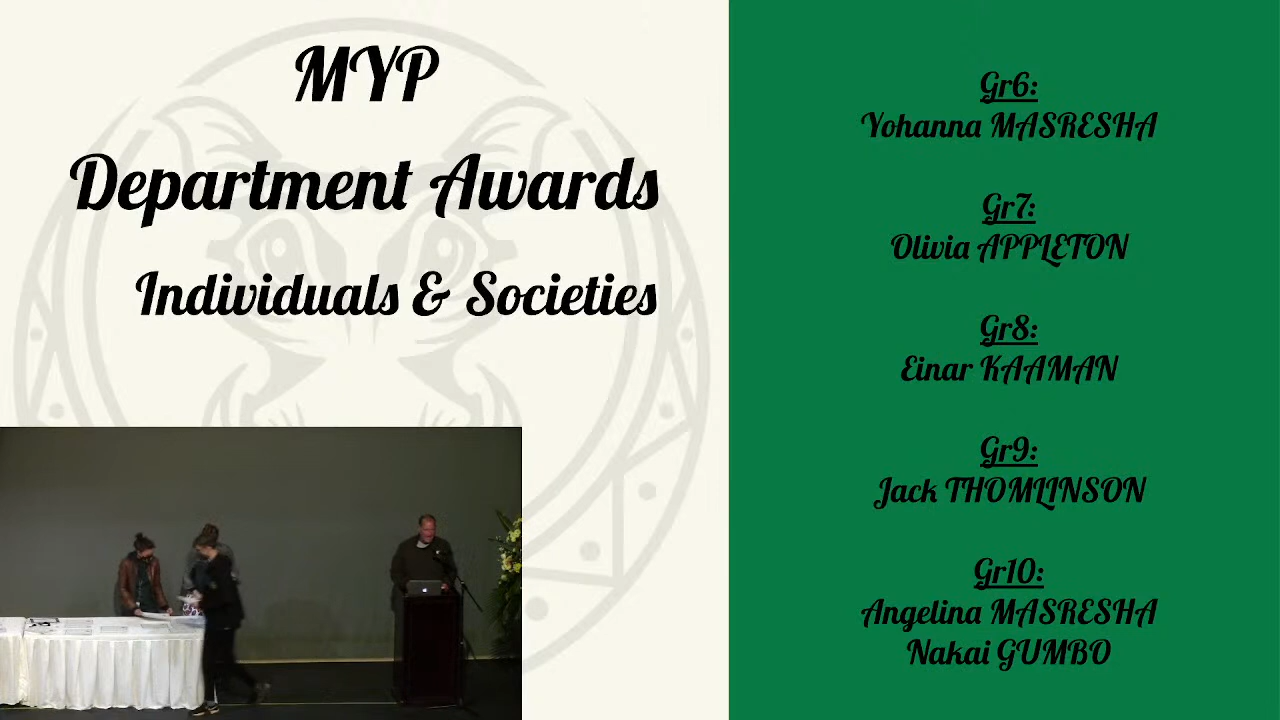 MYP
Department Awards
Individuals & Societies
Gr6:
Yohanna MASRESHA
Gr7:
Olivia APPLETON
Gr8:
Einar KAAMAN
Gr9:
Jack THOMLINSON
Gr10:
Angelina MASRESHA
Nakai GUMBO